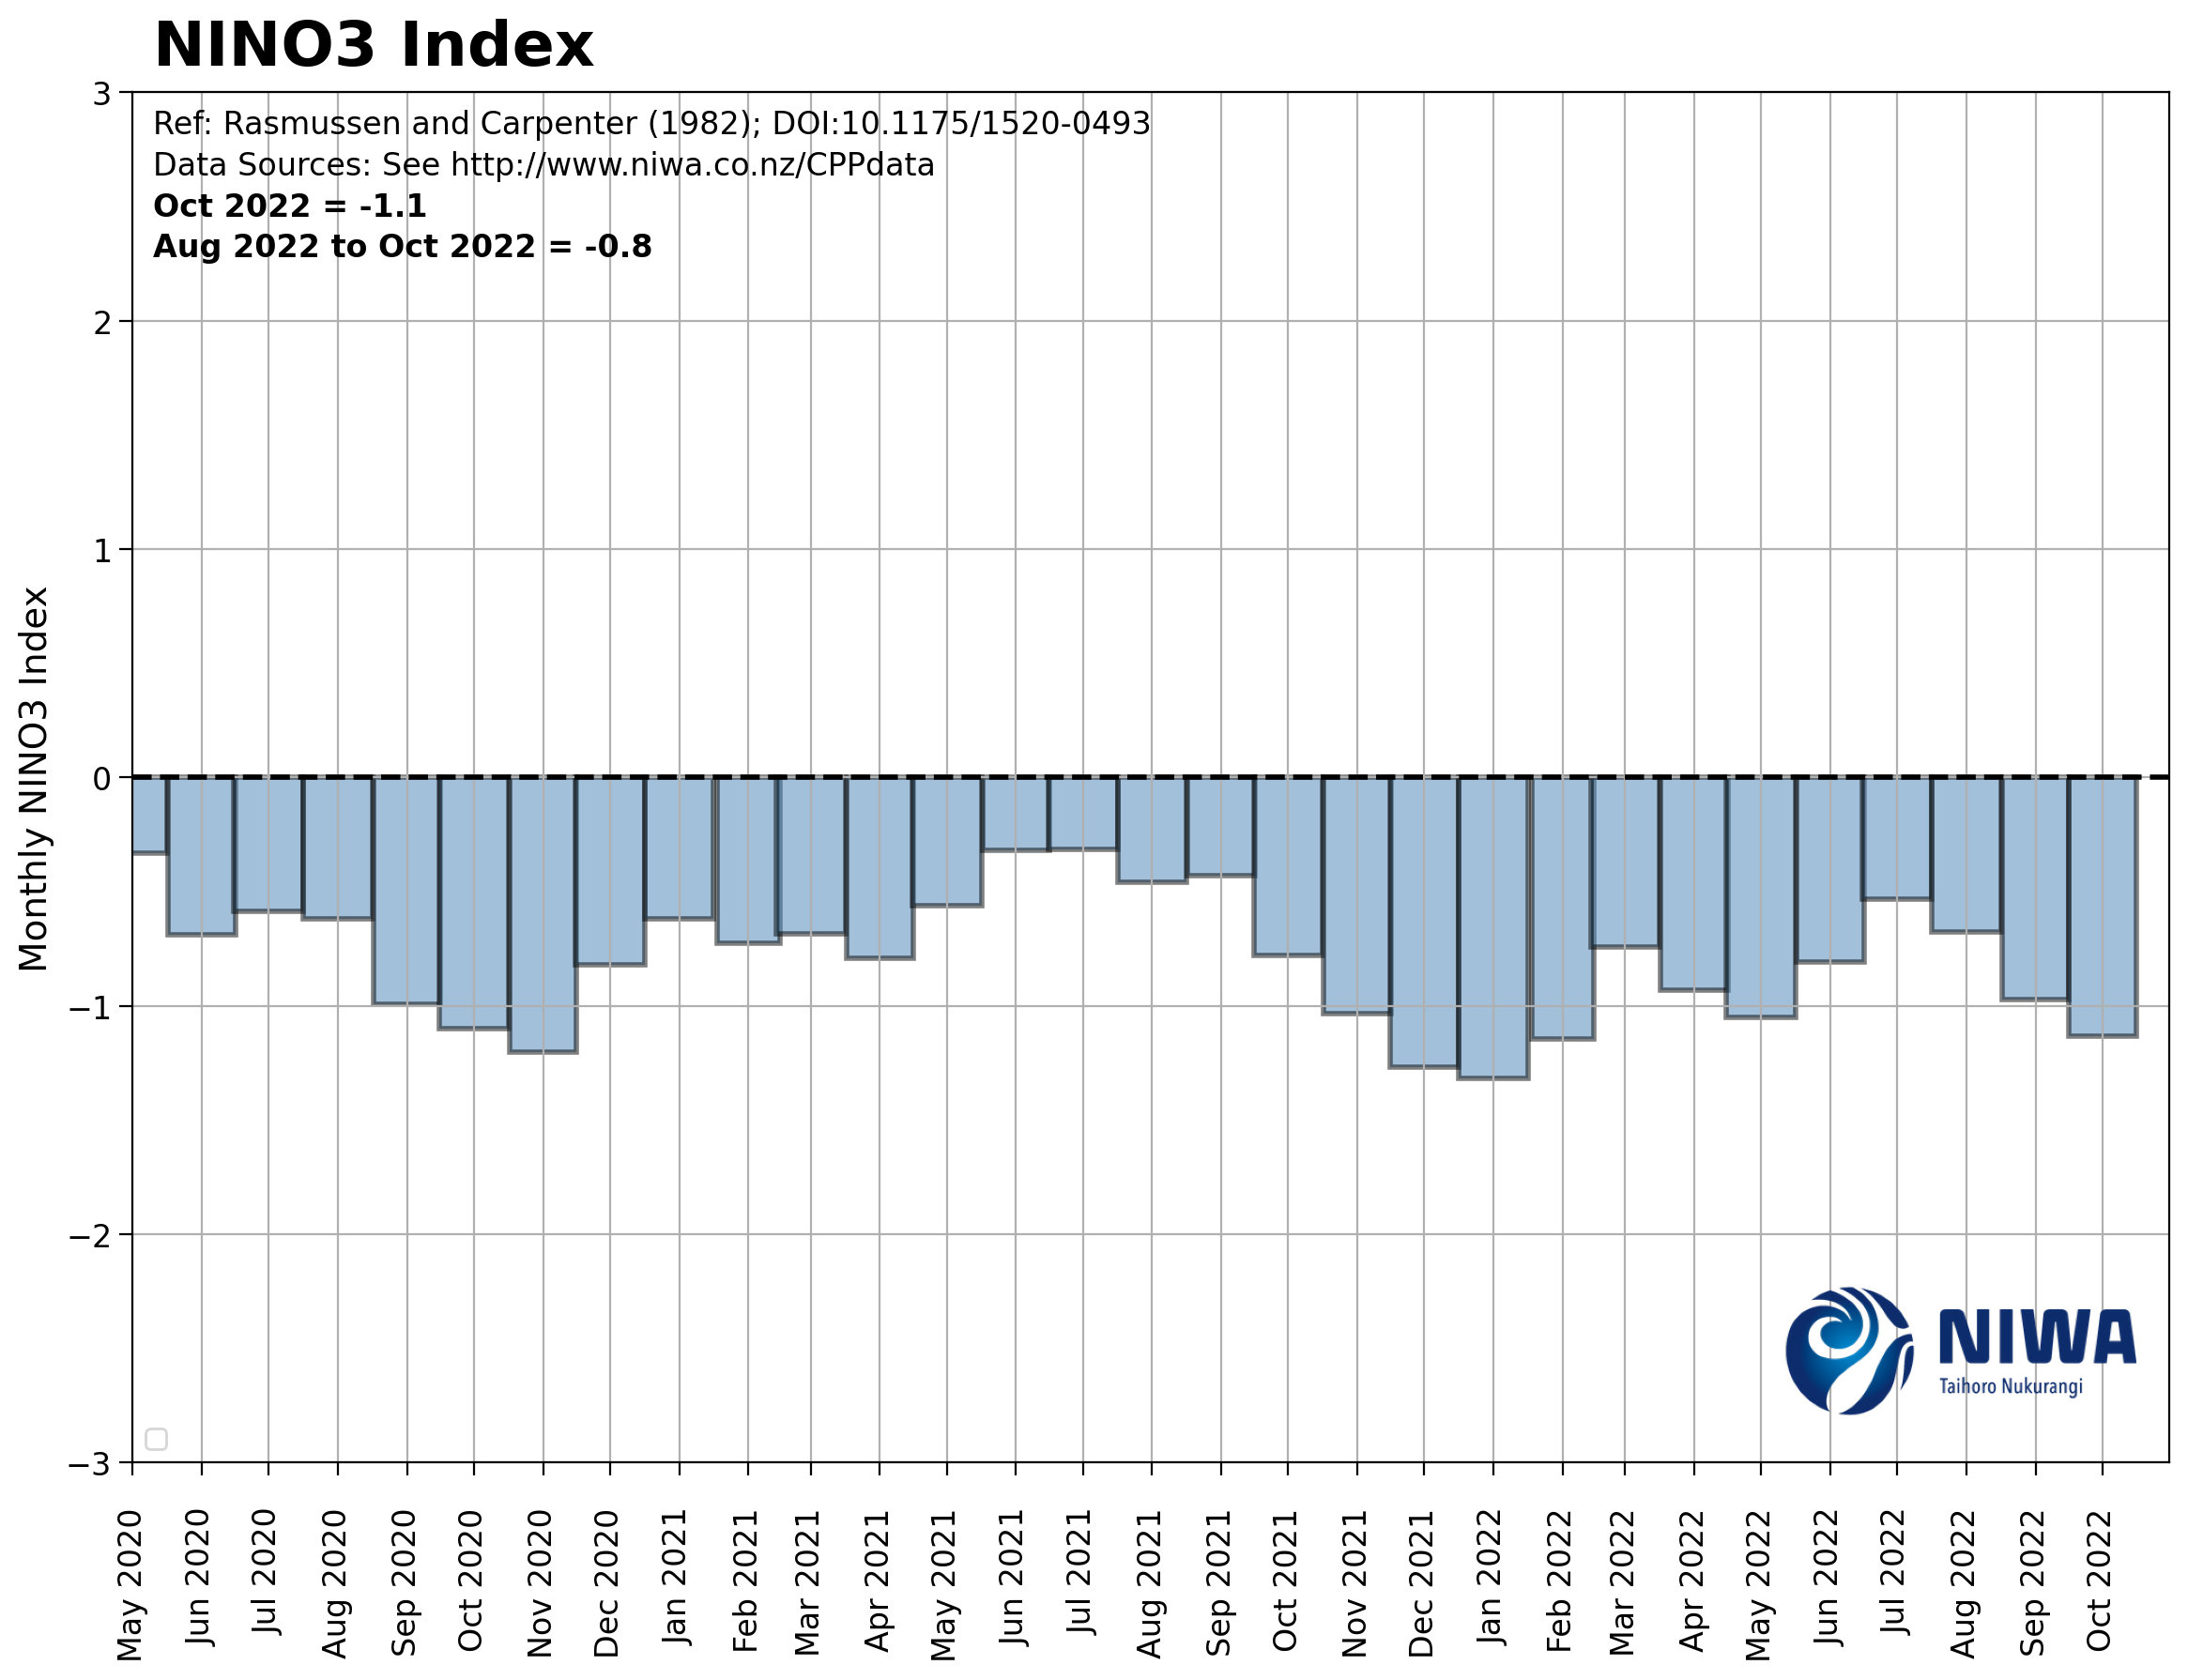 NINO3 Index
Ref: Rasmussen and Carpenter (1982); DOI:10.1175/1520-0493
Data Sources: See http://www.niwa.co.nz/CPPdata
Oct 2022 = -1.1
Aug 2022 to Oct 2022 = -0.8
Monthly NINO3 Index
3
2
1
0
−1
−2
−3
NIWA
Taihoro Nukurangi
May 2020
Jun 2020
Jul 2020
Aug 2020
Sep 2020
Oct 2020
Nov 2020
Dec 2020
Jan 2021
Feb 2021
Mar 2021
Apr 2021
May 2021
Jun 2021
Jul 2021
Aug 2021
Sep 2021
Oct 2021
Nov 2021
Dec 2021
Jan 2022
Feb 2022
Mar 2022
Apr 2022
May 2022
Jun 2022
Jul 2022
Aug 2022
Sep 2022
Oct 2022